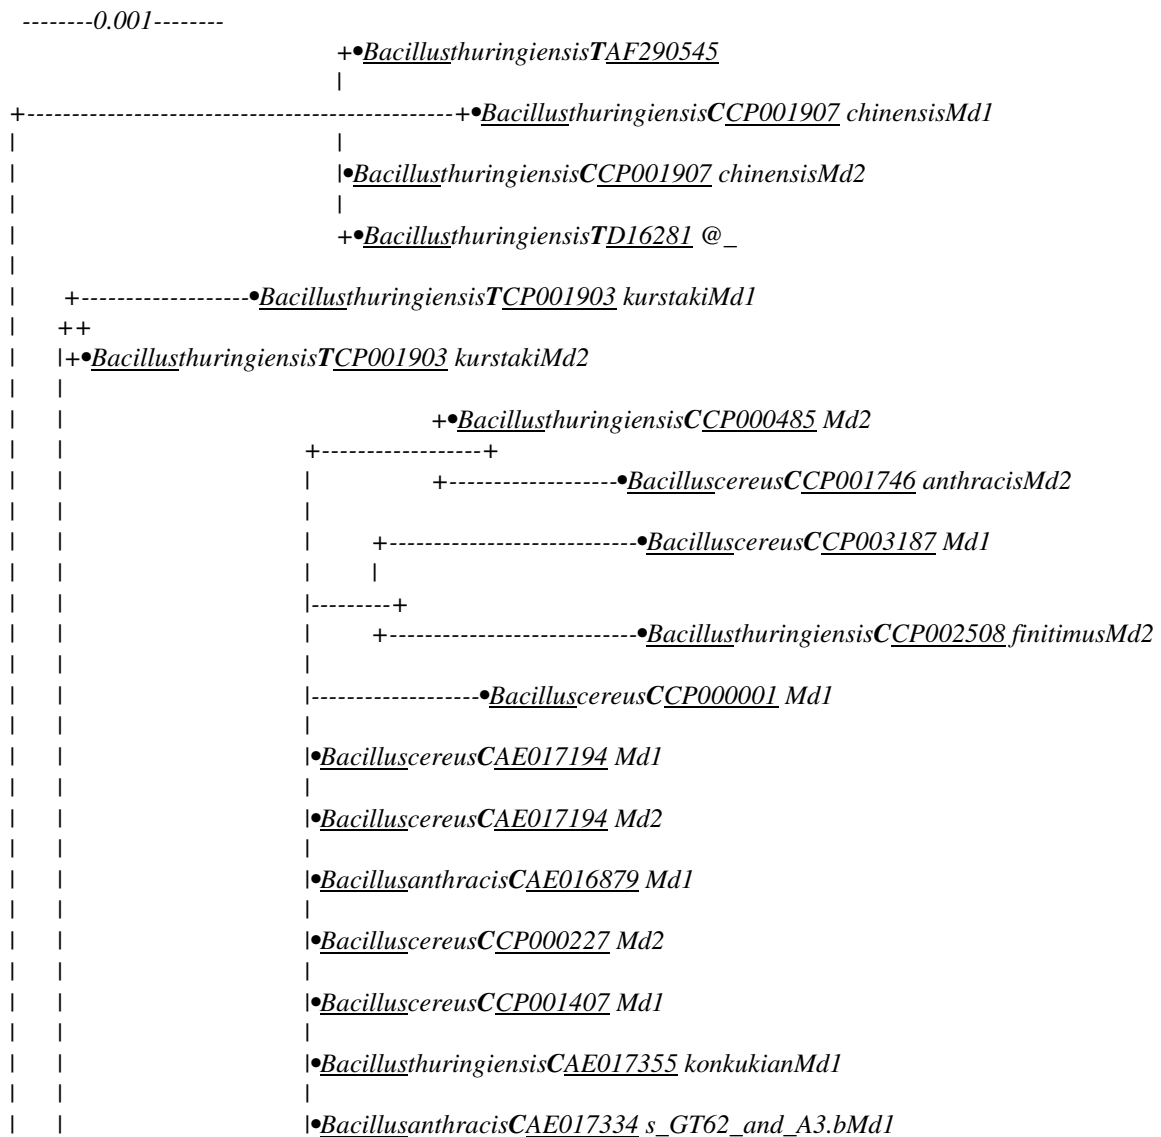 --------0.001--------
+•BacillusthuringiensisTAF290545
|
+------------------------------------------------+•BacillusthuringiensisCCP001907 chinensisMd1
| |
| |•BacillusthuringiensisCCP001907 chinensisMd2
| |
| +•BacillusthuringiensisTD16281 @_
|
| +-------------------•BacillusthuringiensisTCP001903 kurstakiMd1
| ++
| |+•BacillusthuringiensisTCP001903 kurstakiMd2
| |
| | +•BacillusthuringiensisCCP000485 Md2
| | +------------------+
| | | +-------------------•BacilluscereusCCP001746 anthracisMd2
| | |
| | | +----------------------------•BacilluscereusCCP003187 Md1
| | | |
| | |---------+
| | | +----------------------------•BacillusthuringiensisCCP002508 finitimusMd2
| | |
| | |-------------------•BacilluscereusCCP000001 Md1
| | |
| | |•BacilluscereusCAE017194 Md1
| | |
| | |•BacilluscereusCAE017194 Md2
| | |
| | |•BacillusanthracisCAE016879 Md1
| | |
| | |•BacilluscereusCCP000227 Md2
| | |
| | |•BacilluscereusCCP001407 Md1
| | |
| | |•BacillusthuringiensisCAE017355 konkukianMd1
| | |
| | |•BacillusanthracisCAE017334 s_GT62_and_A3.bMd1